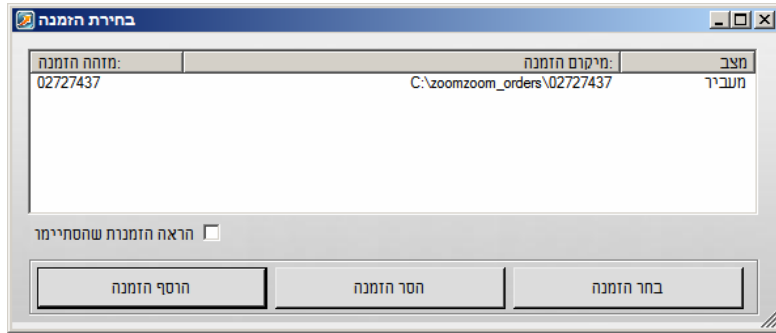 בחירת הזמנה
מצב :מיקום הזמנה :מזהה הזמנה
מעביר C:\zoomzoom_orders\02727437 02727437
הראה הזמנות שהסתיימו
בחר הזמנה הסר הזמנה הוסף הזמנה